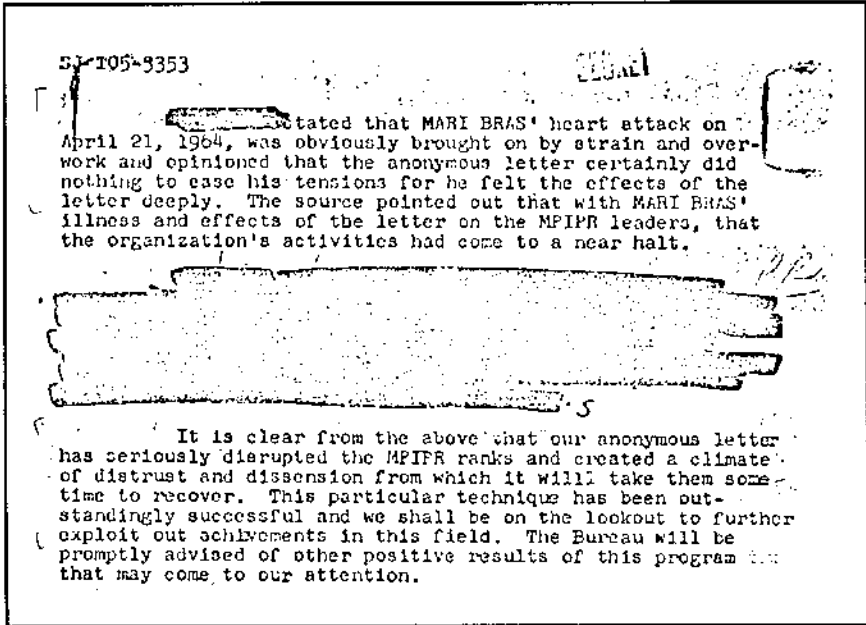 SJ 105-3353
stated that MARI BRAS' heart attack on
April 21, 1964, was obviously brought on by strain and over-
work and opinioned that the anonymous letter certainly did
nothing to ease his tensions for he felt the effects of the
letter deeply. The source pointed out that with MARI BRAS'
illness and effects of the letter on the MPIPR leaders, that
the organization's activities had come to a near halt.
S
It is clear from the above that our anonymous letter
has seriously disrupted the MPIPR ranks and created a climate
of distrust and dissension from which it willl take them some
time to recover. This particular technique has been out-
standingly successful and we shall be on the lookout to further
exploit out achivements in this field. The Bureau will be
promptly advised of other positive results of this program
that may come to our attention.